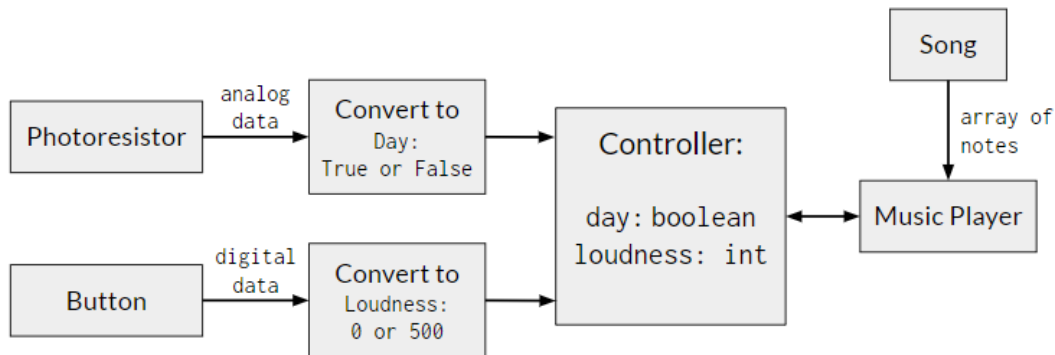 Song
analog
data
Photoresistor
Convert to
Day:
True or False
Controller:
day: boolean
loudness: int
array of
notes
Music Player
digital
data
Button
Convert to
Loudness:
0 or 500